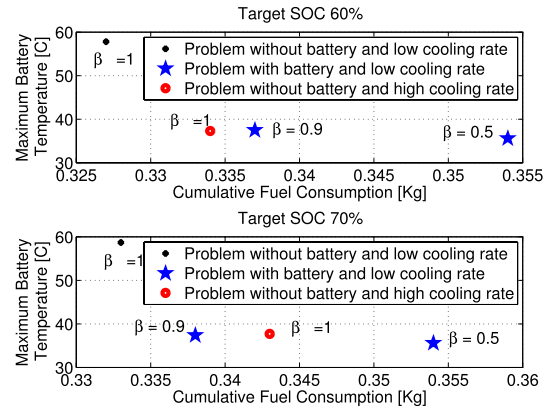 Target SOC 60%
Maximum Battery
Temperature [C]
60
50
40
30
β =1
Problem without battery and low cooling rate
Problem with battery and low cooling rate
Problem without battery and high cooling rate
β =1
β = 0.9
β = 0.5
0.325 0.33 0.335 0.34 0.345 0.35 0.355
Cumulative Fuel Consumption [Kg]
Target SOC 70%
Maximum Battery
Temperature [C]
60
50
40
30
β =1
Problem without battery and low cooling rate
Problem with battery and low cooling rate
Problem without battery and high cooling rate
β = 0.9
β =1
β = 0.5
0.33 0.335 0.34 0.345 0.35 0.355 0.36
Cumulative Fuel Consumption [Kg]